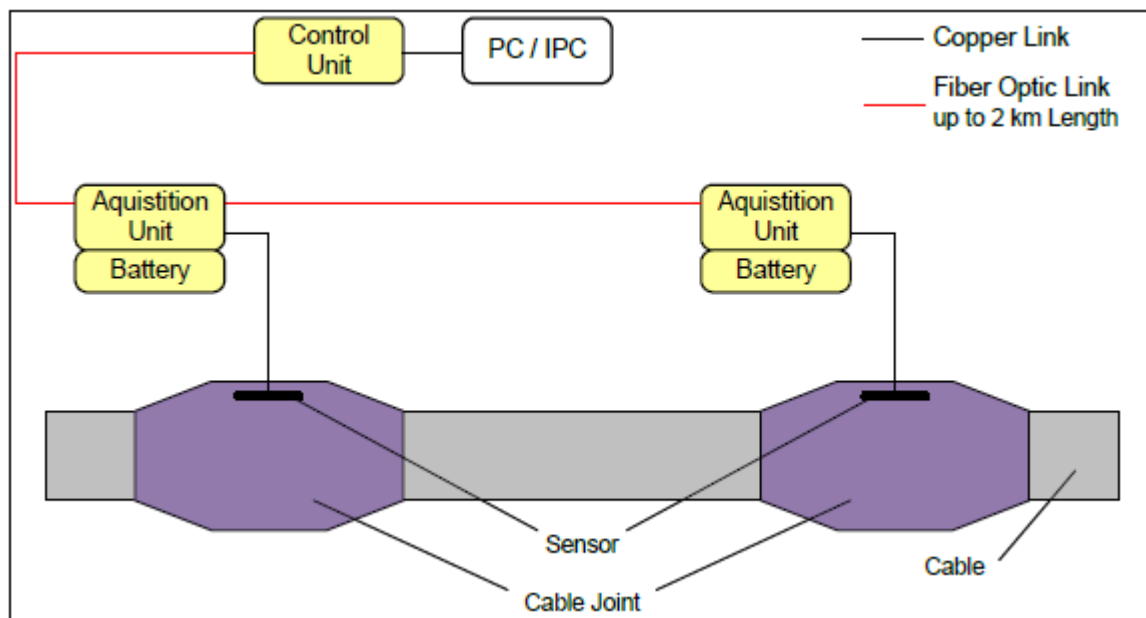 Control
Unit
PC / IPC
Copper Link
Fiber Optic Link
up to 2 km Length
Aquistition
Unit
Battery
Aquistition
Unit
Battery
Sensor
Cable Joint
Cable